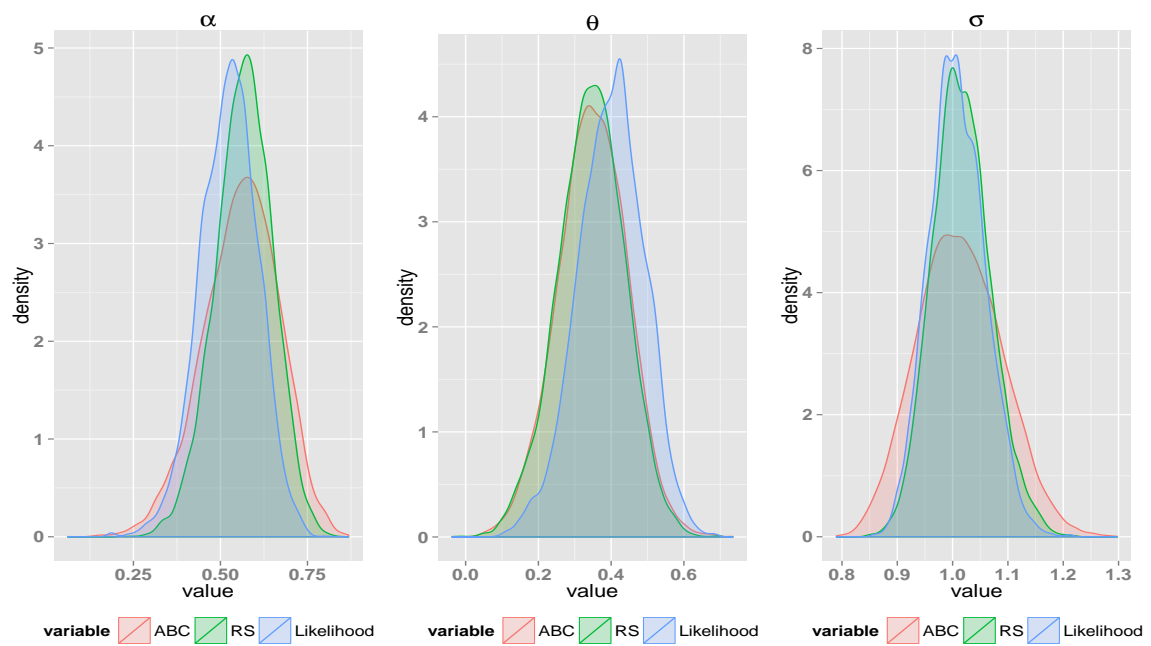 α
density
5
4
3
2
1
0
0.25 0.50 0.75
value
variable ABC RS Likelihood
θ
density
4
3
2
1
0
0.0 0.2 0.4 0.6
value
variable ABC RS Likelihood
σ
density
8
6
4
2
0
0.8 0.9 1.0 1.1 1.2 1.3
value
variable ABC RS Likelihood